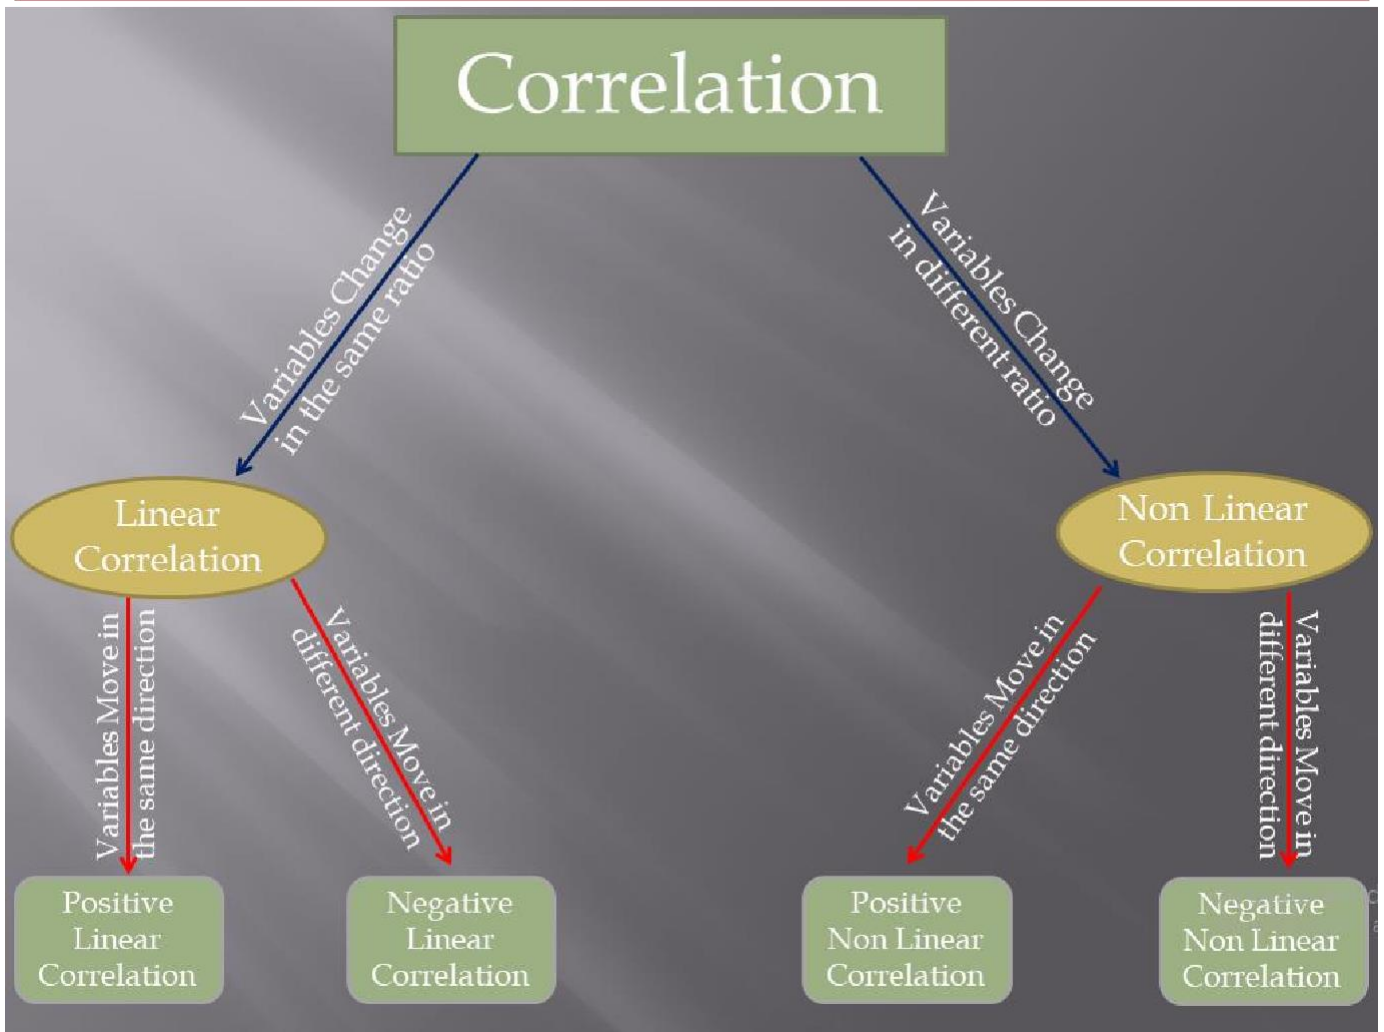 Correlation
Variables Change
in the same ratio
Variables Change
in different ratio
Linear
Correlation
Non Linear
Correlation
Variables Move in
the same direction
Variables Move in
different direction
Variables Move in
the same direction
Variables Move in
different direction
Positive
Linear
Correlation
Negative
Linear
Correlation
Positive
Non Linear
Correlation
Negative
Non Linear
Correlation